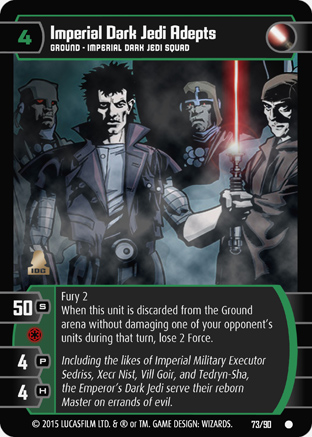 4
Imperial Dark Jedi Adepts
GROUND - IMPERIAL DARK JEDI SQUAD
50 S
4 P
4 H
Fury 2
When this unit is discarded from the Ground
arena without damaging one of your opponent's
units during that turn, lose 2 Force.
Including the likes of Imperial Military Executor
Sedriss, Xecr Nist, Vill Goir, and Tedryn-Sha,
the Emperor's Dark Jedi serve their reborn
Master on errands of evil.
© 2015 LUCASFILM LTD. & ® or TM. GAME DESIGN: WIZARDS.
73/90